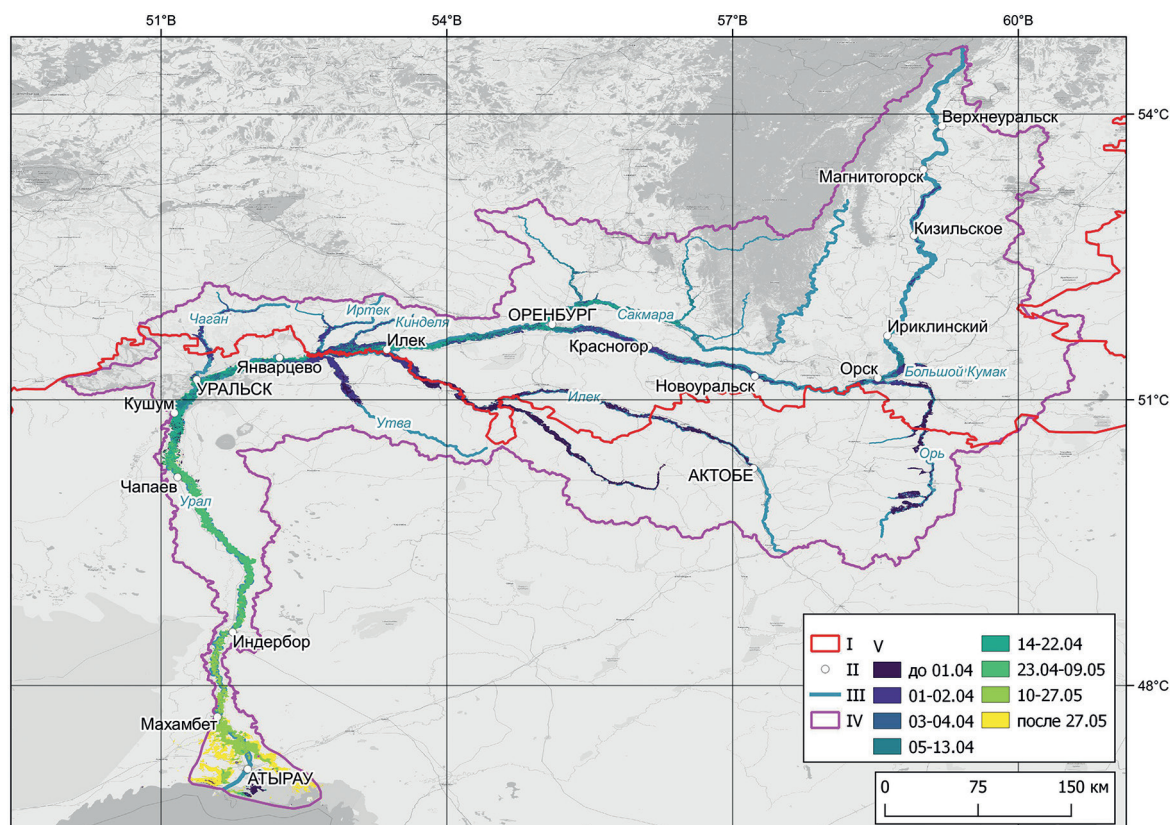 51°В
54°В
57°В
60°В
54°С
Верхнеуральск
Магнитогорск
Кизильское
ОРЕНБУРГ
Сакмара
Чаган
Иртек
Кинделя
Илек
Красногор
Ириклинский
Январцево
Орск
Большой Кумак
УРАЛЬСК
Новоуральск
Кушум
Илек
51°С
Утва
Орь
АКТОБЕ
Чапаев
Урал
Индербор
48°С
Махамбет
АТЫРАУ
I
II
III
IV
V
до 01.04
01-02.04
03-04.04
05-13.04
14-22.04
23.04-09.05
10-27.05
после 27.05
0
75
150 км